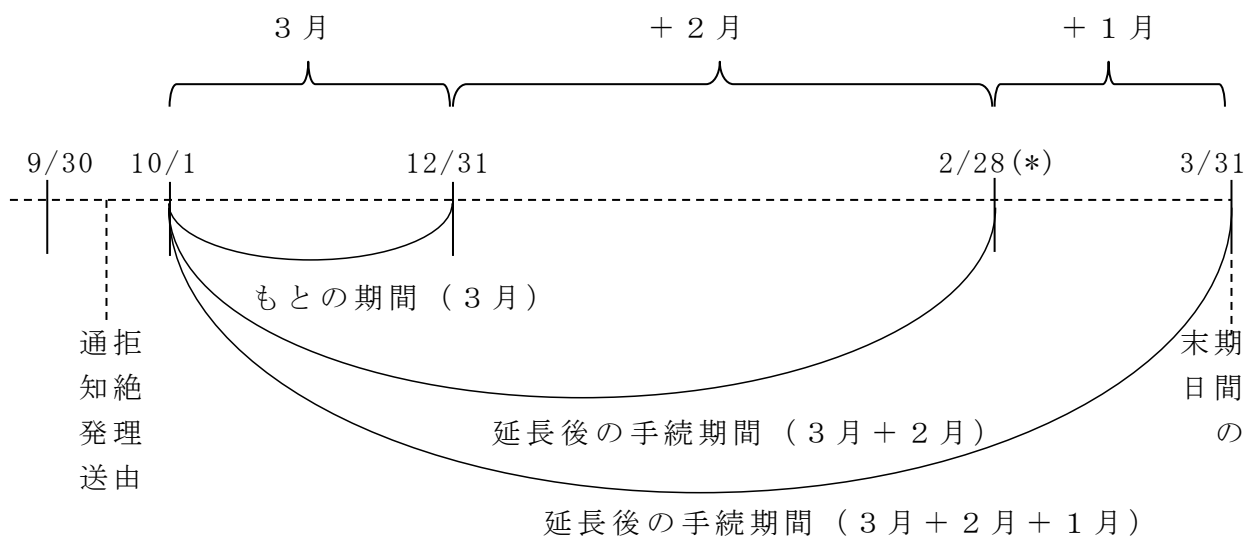 3月
+2月
+1月
9/30
10/1
12/31
2/28(*)
3/31
もとの期間(3月)
拒絶理由
通知発送
期間の
末日
延長後の手続期間(3月+2月)
延長後の手続期間(3月+2月+1月)